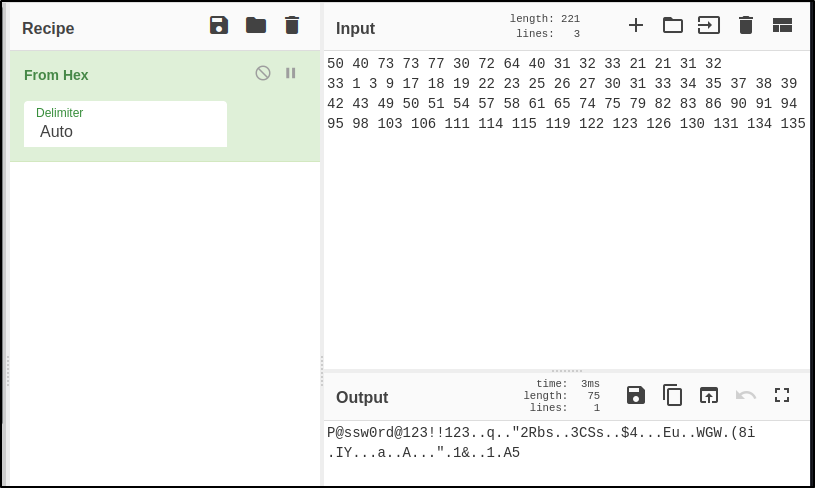 Recipe
From Hex
Delimiter
Auto
Input
length: 221
lines: 3
50 40 73 73 77 30 72 64 40 31 32 33 21 21 31 32
33 1 3 9 17 18 19 22 23 25 26 27 30 31 33 34 35 37 38 39
42 43 49 50 51 54 57 58 61 65 74 75 79 82 83 86 90 91 94
95 98 103 106 111 114 115 119 122 123 126 130 131 134 135
Output
time: 3ms
length: 75
lines: 1
P@ssw0rd@123!!123..q.."2Rbs..3CSs..$4...Eu..WGW.(8i
.IY...a..A...".1&..1.A5